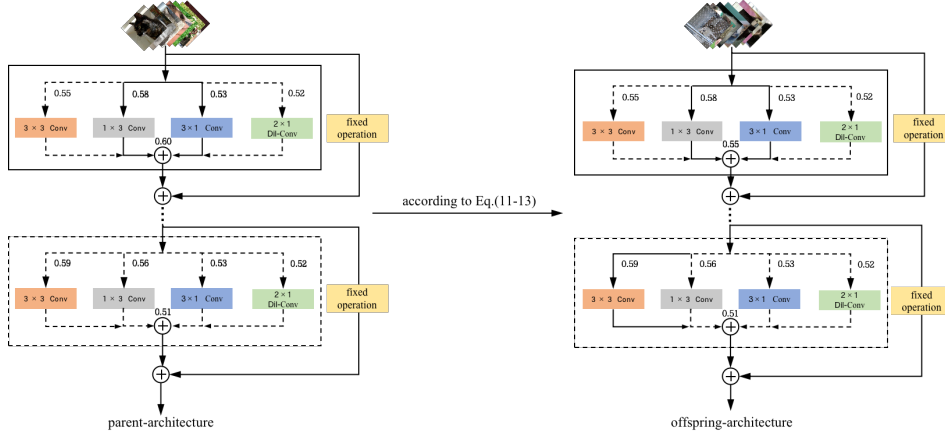 0.55
0.58
0.53
0.52
3 × 3 Conv
1 × 3 Conv
3 × 1 Conv
2 × 1
Dil-Conv
fixed
operation
0.60
0.59
0.56
0.53
0.52
3 × 3 Conv
1 × 3 Conv
3 × 1 Conv
2 × 1
Dil-Conv
fixed
operation
0.51
parent-architecture
according to Eq.(11-13)
0.55
0.58
0.53
0.52
3 × 3 Conv
1 × 3 Conv
3 × 1 Conv
2 × 1
Dil-Conv
fixed
operation
0.55
0.59
0.56
0.53
0.52
3 × 3 Conv
1 × 3 Conv
3 × 1 Conv
2 × 1
Dil-Conv
fixed
operation
0.51
offspring-architecture